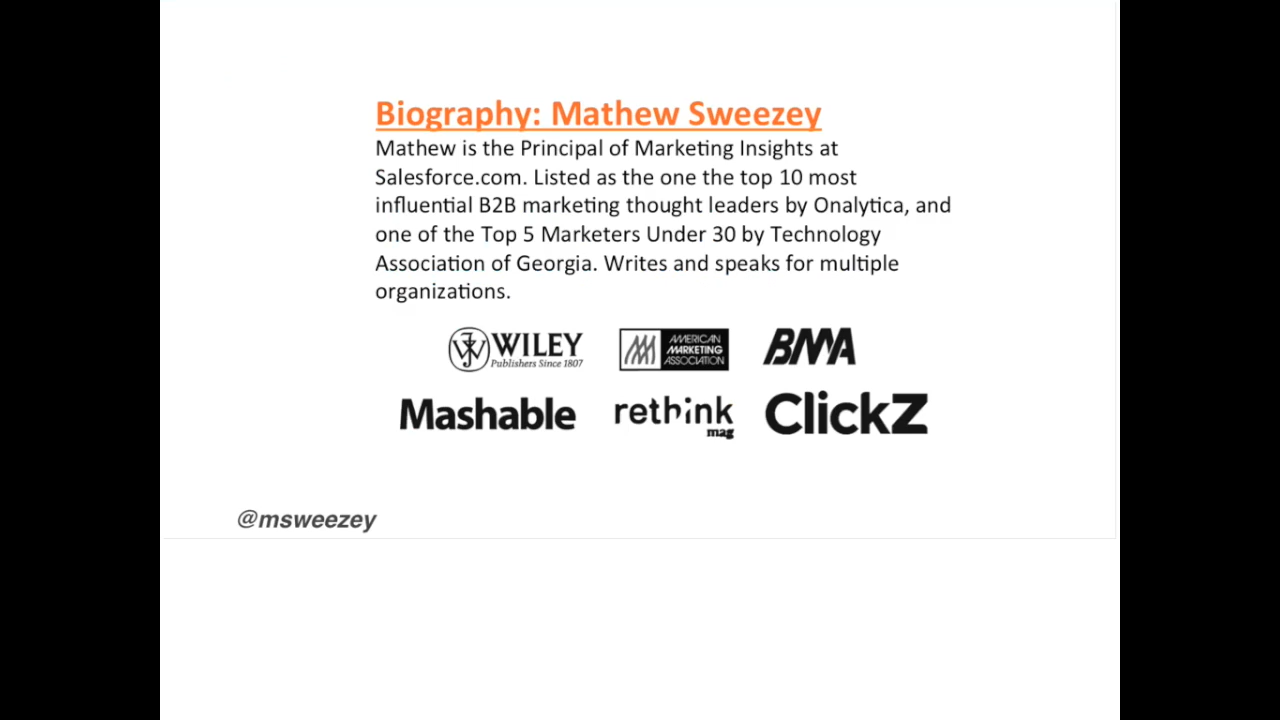 Biography: Mathew Sweezey
Mathew is the Principal of Marketing Insights at
Salesforce.com. Listed as the one the top 10 most
influential B2B marketing thought leaders by Onalytica, and
one of the Top 5 Marketers Under 30 by Technology
Association of Georgia. Writes and speaks for multiple
organizations.
JW WILEY
Publishers Since 1807
AMERICAN
MARKETING
ASSOCIATION
BMA
Mashable
rethink
mag
ClickZ
@msweezey